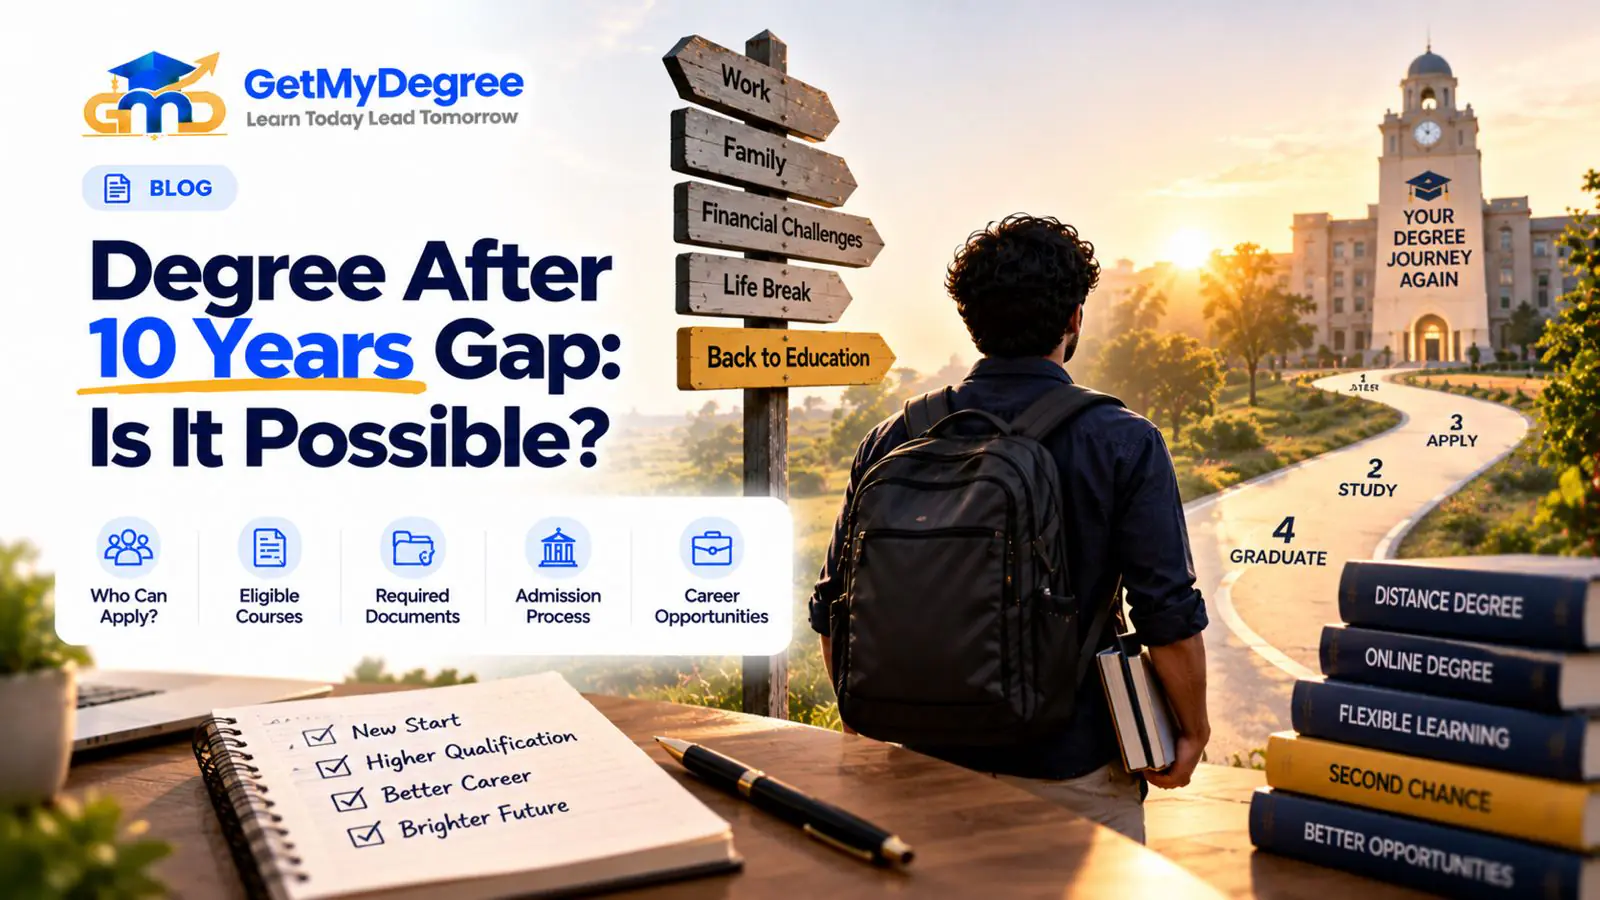 GetMyDegree
Learn Today Lead Tomorrow
BLOG
Degree After
10 Years Gap:
Is It Possible?
Who Can
Apply?
Eligible
Courses
Required
Documents
Admission
Process
Career
Opportunities
New Start
Higher Qualification
Better Career
Brighter Future
Work
Family
Financial Challenges
Life Break
Back to Education
YOUR
DEGREE
JOURNEY
AGAIN
1
3
APPLY
2
STUDY
4
GRADUATE
DISTANCE DEGREE
ONLINE DEGREE
FLEXIBLE LEARNING
SECOND CHANCE
BETTER OPPORTUNITIES